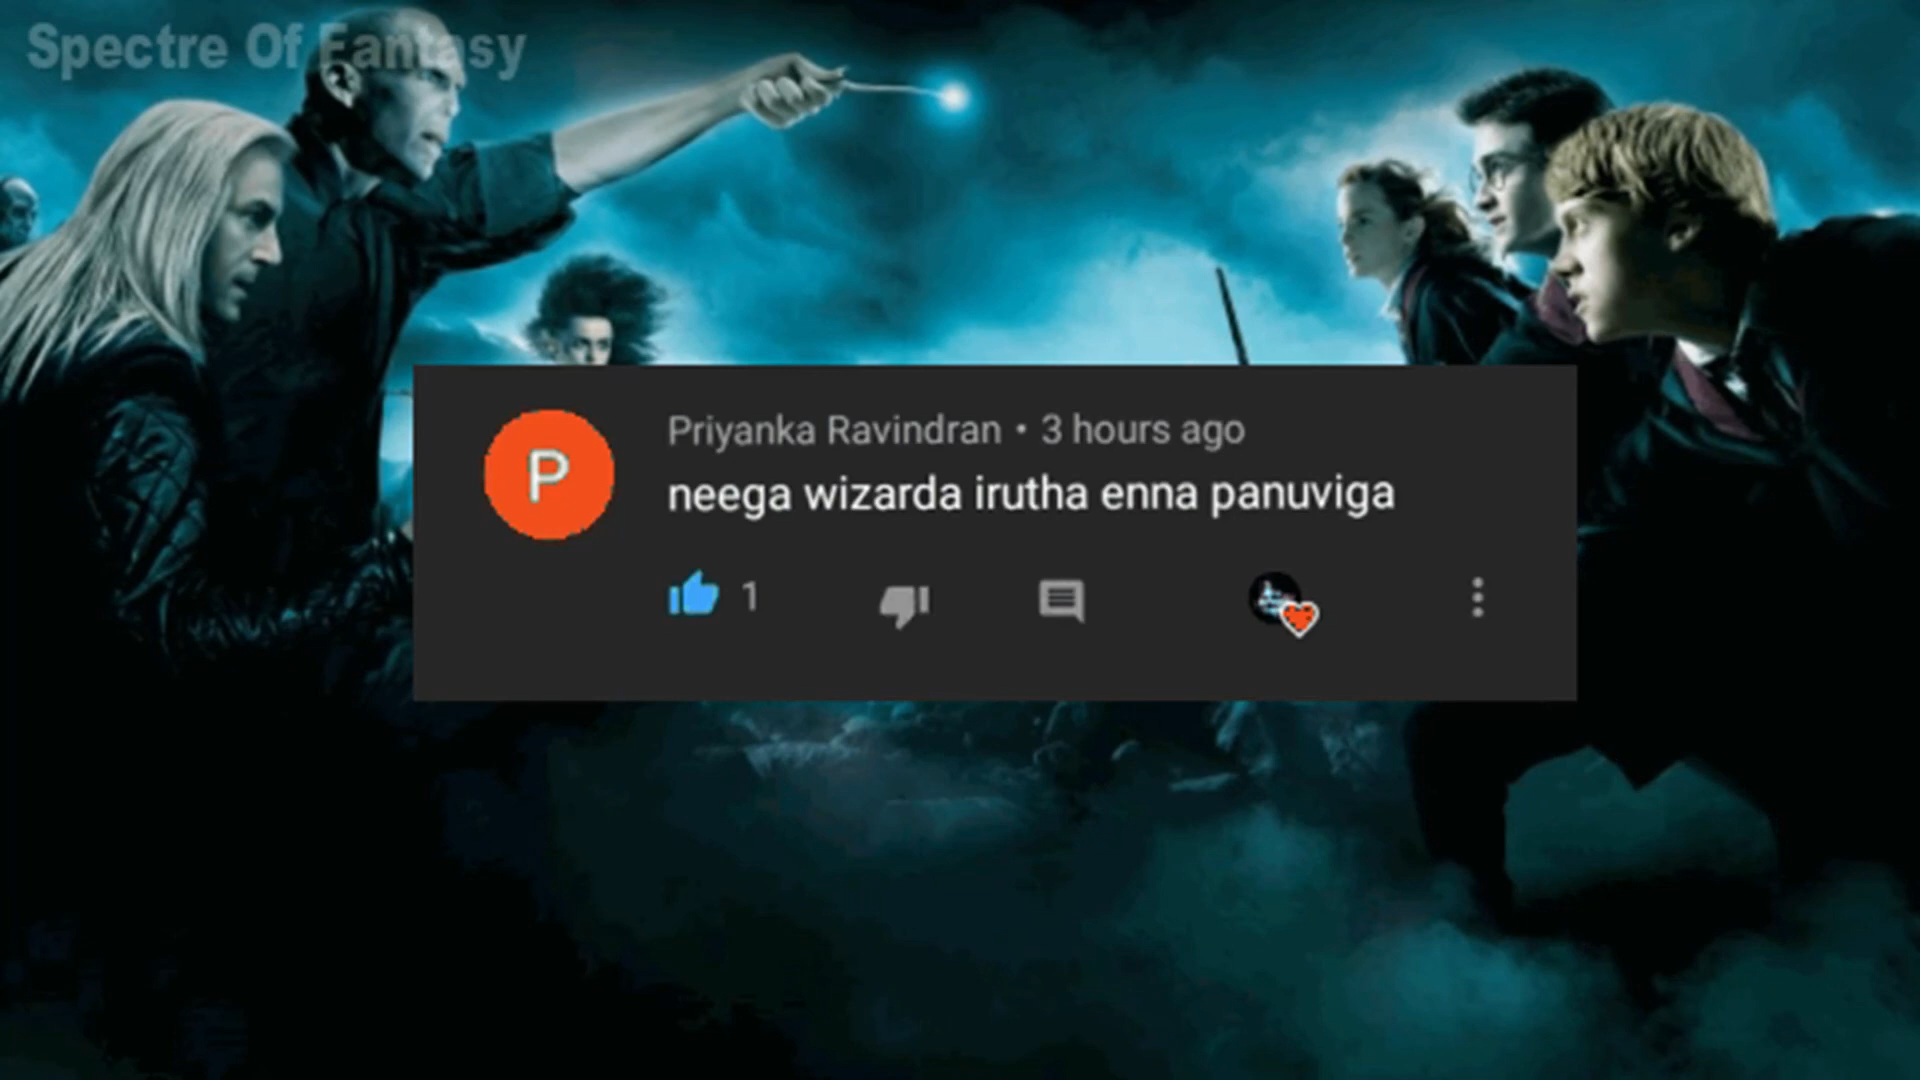 Spectre Of Fantasy
P
Priyanka Ravindran • 3 hours ago
neega wizarda irutha enna panuviga
1